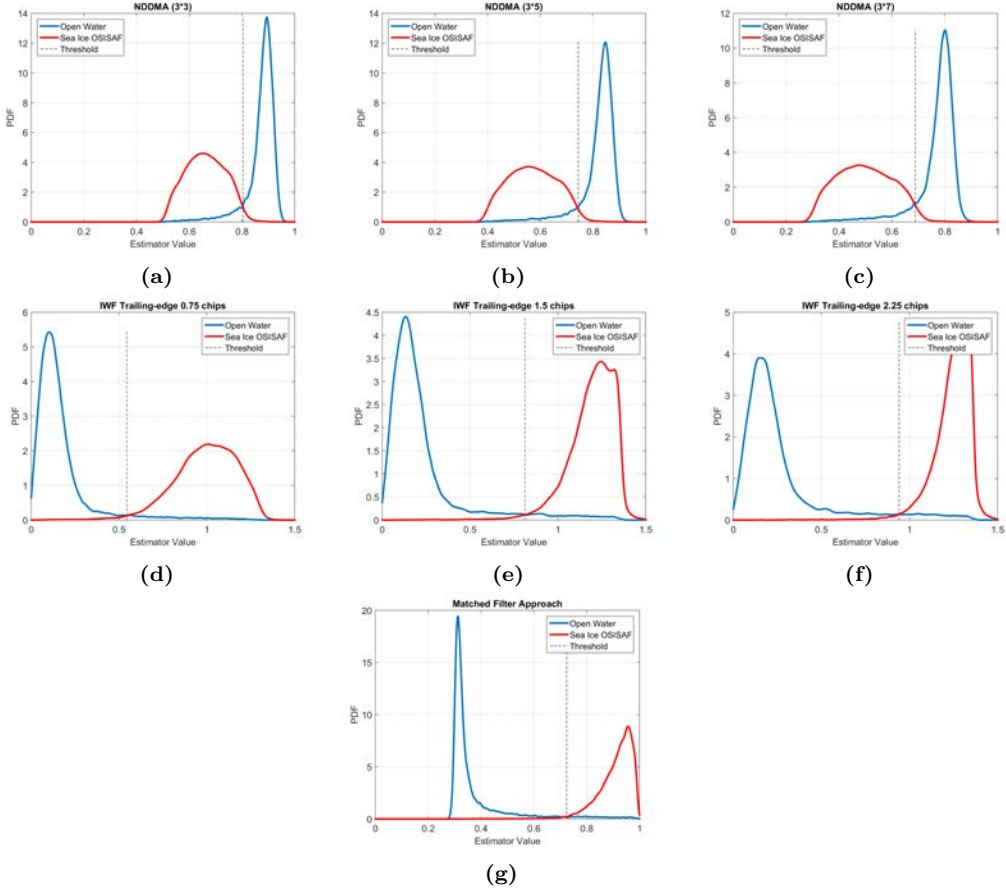 NDDMA (3*3)
14
12
10
8
6
4
2
0
PDF
Open Water
Sea Ice OSISAF
Threshold
0 0.2 0.4 0.6 0.8 1
Estimator Value
(a)
NDDMA (3*5)
14
12
10
8
6
4
2
0
PDF
Open Water
Sea Ice OSISAF
Threshold
0 0.2 0.4 0.6 0.8 1
Estimator Value
(b)
NDDMA (3*7)
12
10
8
6
4
2
0
PDF
Open Water
Sea Ice OSISAF
Threshold
0 0.2 0.4 0.6 0.8 1
Estimator Value
(c)
IWF Trailing-edge 0.75 chips
6
5
4
3
2
1
0
PDF
Open Water
Sea Ice OSISAF
Threshold
0 0.5 1 1.5
Estimator Value
(d)
IWF Trailing-edge 1.5 chips
4.5
4
3.5
3
2.5
2
1.5
1
0.5
0
PDF
Open Water
Sea Ice OSISAF
Threshold
0 0.5 1 1.5
Estimator Value
(e)
IWF Trailing-edge 2.25 chips
5
4
3
2
1
0
PDF
Open Water
Sea Ice OSISAF
Threshold
0 0.5 1 1.5
Estimator Value
(f)
Matched Filter Approach
20
15
10
5
0
PDF
Open Water
Sea Ice OSISAF
Threshold
0 0.2 0.4 0.6 0.8 1
Estimator Value
(g)